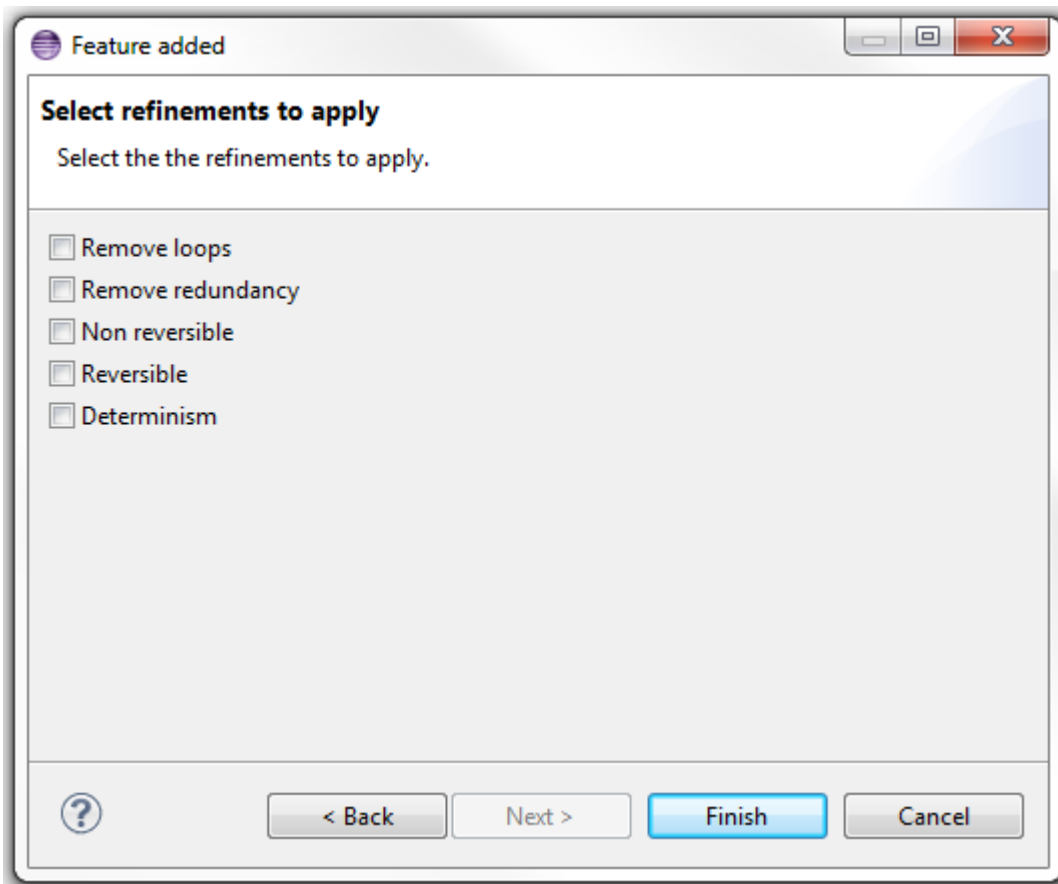 Feature added
Select refinements to apply
Select the the refinements to apply.
Remove loops
Remove redundancy
Non reversible
Reversible
Determinism
? < Back Next > Finish Cancel